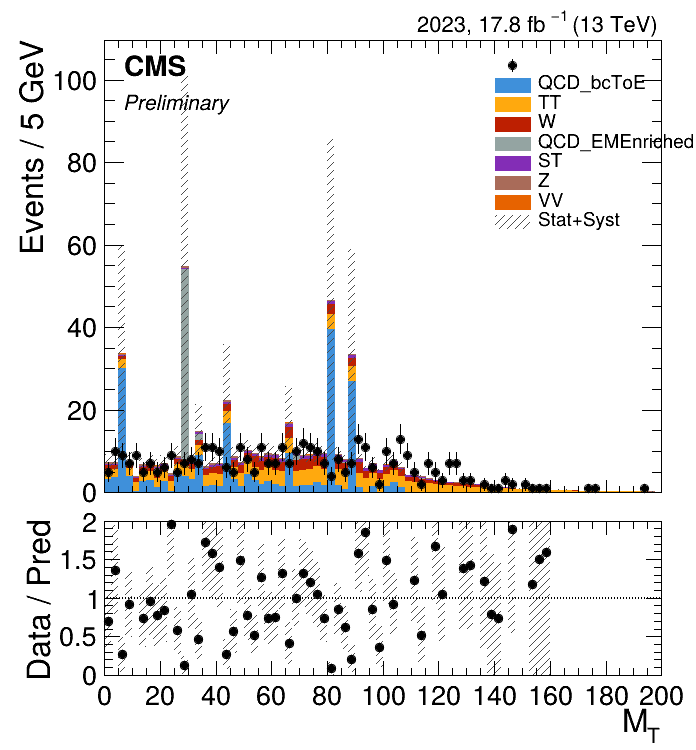 2023, 17.8 fb⁻¹ (13 TeV)
Events / 5 GeV
CMS
Preliminary
QCD_bcToE
TT
W
QCD_EMEnriched
ST
Z
VV
Stat+Syst
100
80
60
40
20
0
Data / Pred
2
1.5
1
0.5
0
0 20 40 60 80 100 120 140 160 180 200
M_T